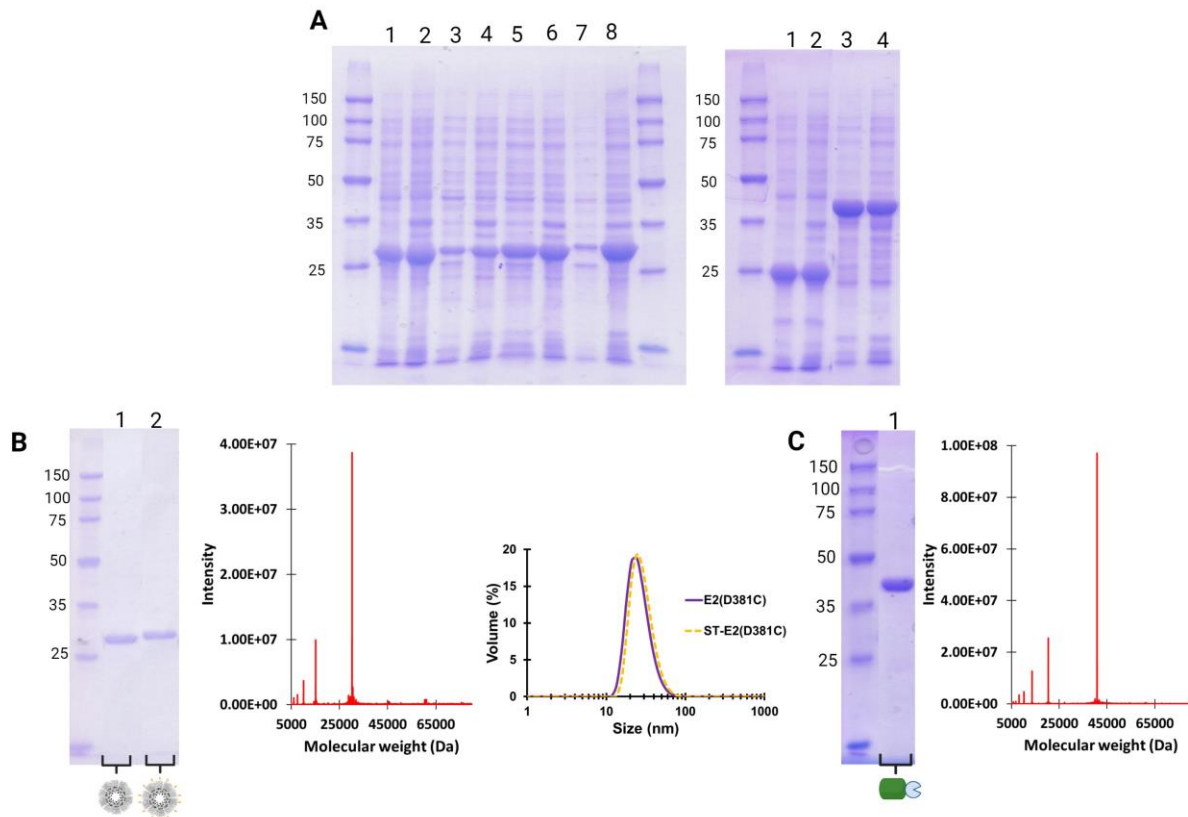 A
1 2 3 4 5 6 7 8
150
100
75
50
35
25
1 2 3 4
150
100
75
50
35
25
B
1 2
150
100
75
50
35
25
Intensity
4.00E+07
3.00E+07
2.00E+07
1.00E+07
0.00E+00
5000 25000 45000 65000
Molecular weight (Da)
Volume (%)
20
15
10
5
0
1 10 100 1000
Size (nm)
E2(D381C)
ST-E2(D381C)
C
1
150
100
75
50
35
25
Intensity
1.00E+08
8.00E+07
6.00E+07
4.00E+07
2.00E+07
0.00E+00
5000 25000 45000 65000
Molecular weight (Da)